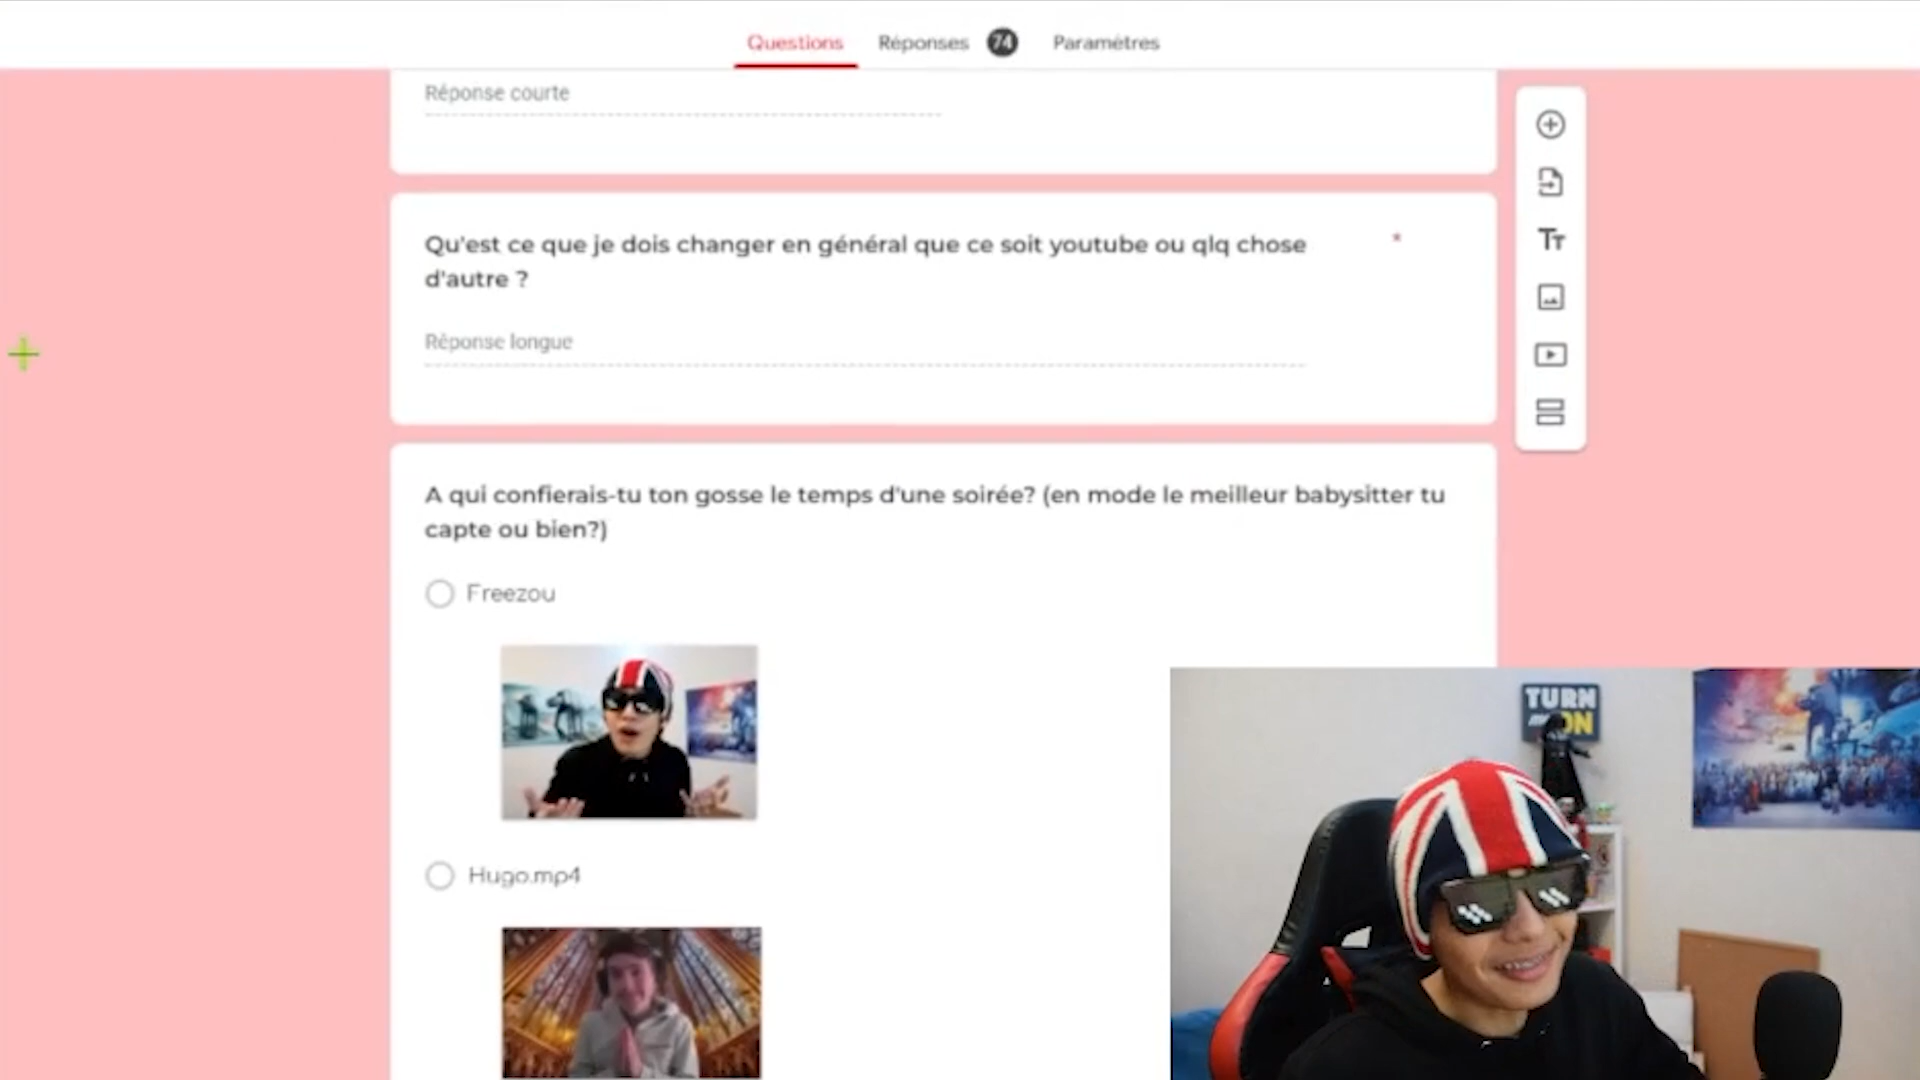 Questions
Réponses
74
Paramètres
Réponse courte
Qu'est ce que je dois changer en général que ce soit youtube ou qlq chose
d'autre ?
*
Réponse longue
A qui confierais-tu ton gosse le temps d'une soirée? (en mode le meilleur babysitter tu
capte ou bien?)
Freezou
Hugo.mp4
TURN
ON